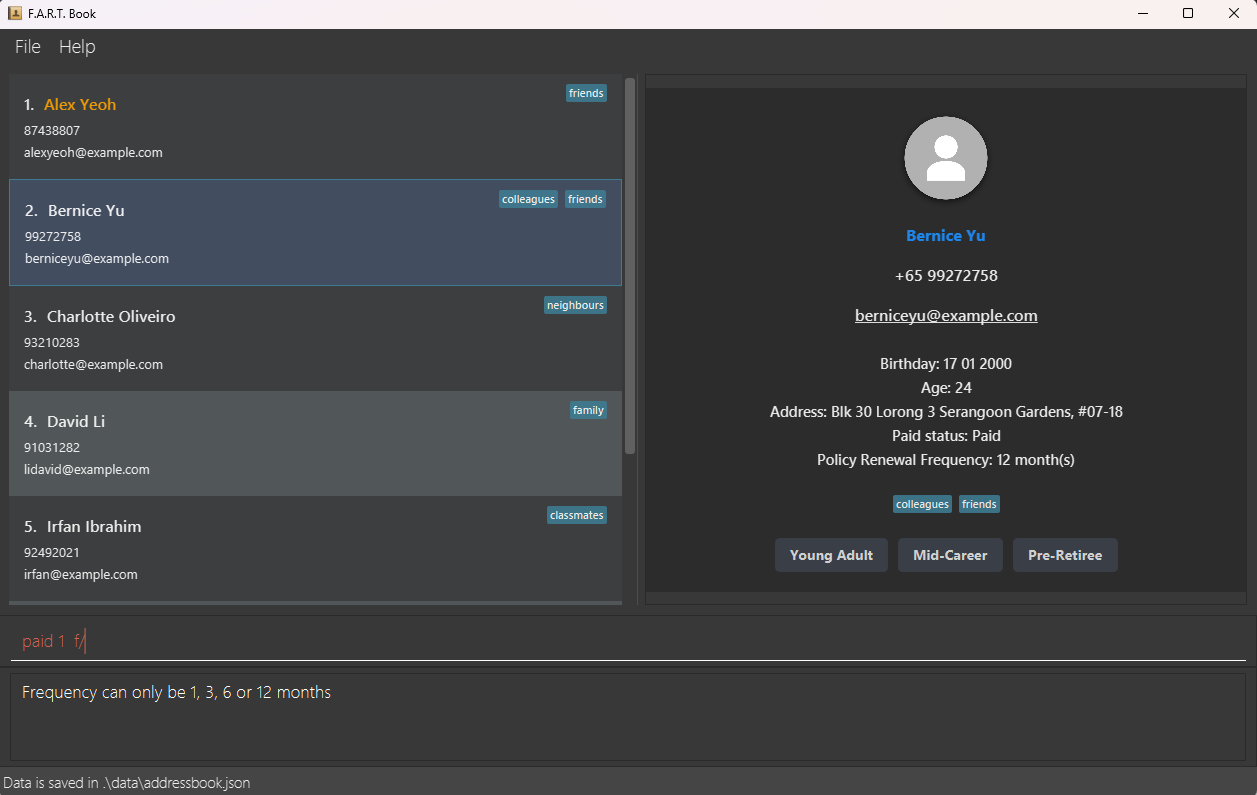 F.A.R.T. Book
File Help
1. Alex Yeoh
friends
87438807
alexyeoh@example.com
2. Bernice Yu
colleagues friends
99272758
berniceyu@example.com
3. Charlotte Oliveiro
neighbours
93210283
charlotte@example.com
4. David Li
family
91031282
lidavid@example.com
5. Irfan Ibrahim
classmates
92492021
irfan@example.com
Bernice Yu
+65 99272758
berniceyu@example.com
Birthday: 17 01 2000
Age: 24
Address: Blk 30 Lorong 3 Serangoon Gardens, #07-18
Paid status: Paid
Policy Renewal Frequency: 12 month(s)
colleagues friends
Young Adult Mid-Career Pre-Retiree
paid 1  f/
Frequency can only be 1, 3, 6 or 12 months
Data is saved in .\data\addressbook.json